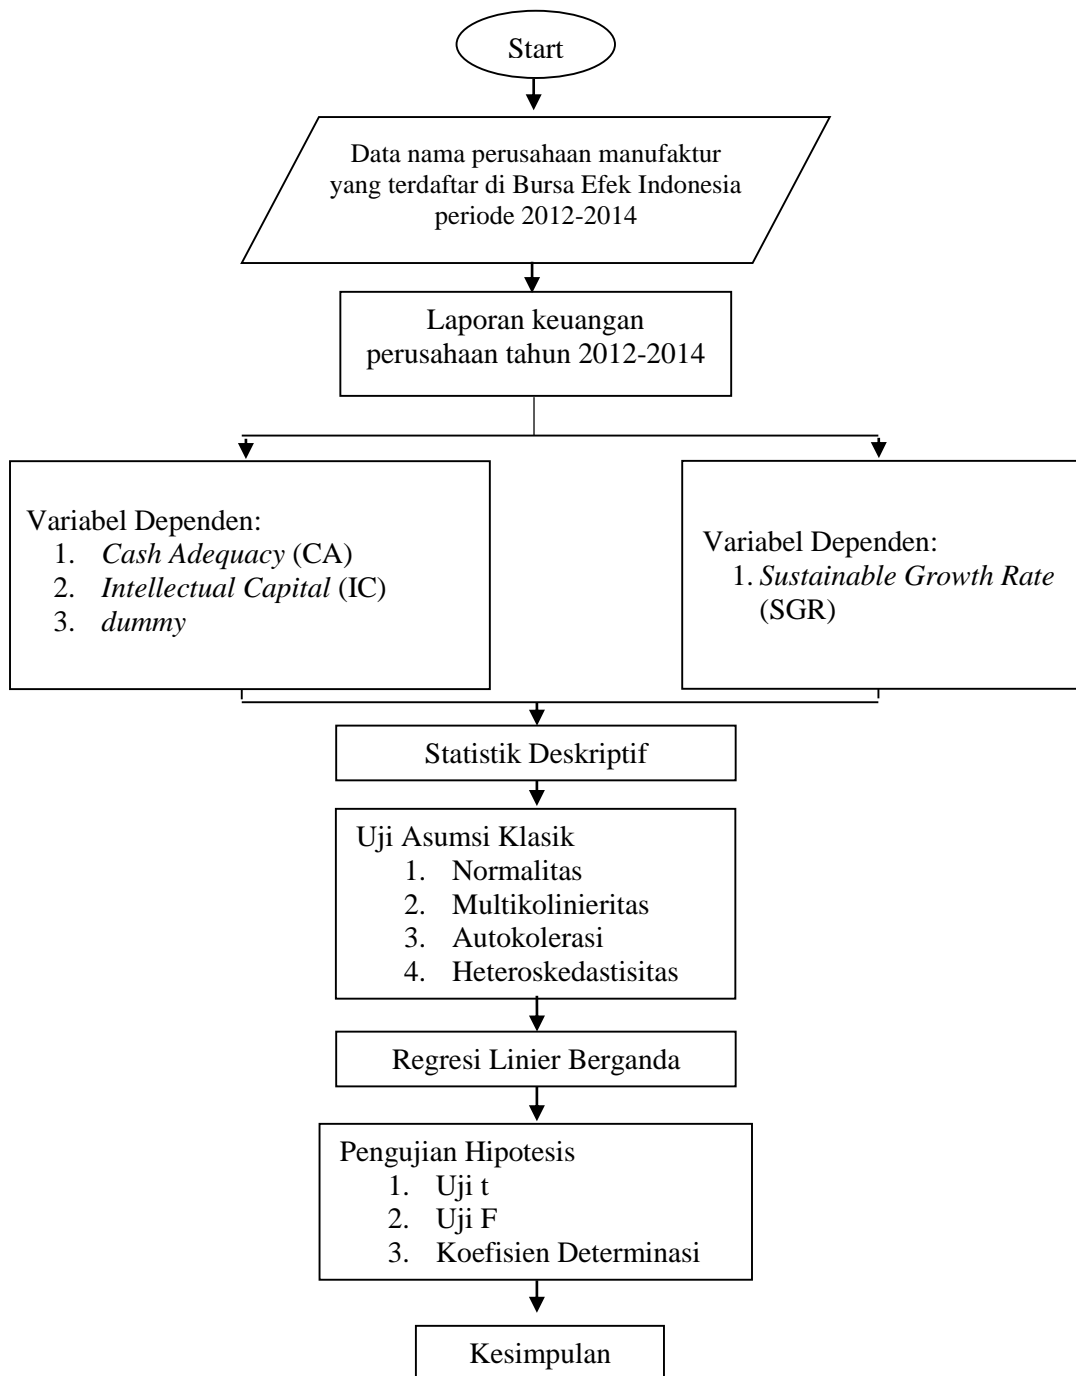 Start
Data nama perusahaan manufaktur
yang terdaftar di Bursa Efek Indonesia
periode 2012-2014
Laporan keuangan
perusahaan tahun 2012-2014
Variabel Dependen:
1. Cash Adequacy (CA)
2. Intellectual Capital (IC)
3. dummy
Variabel Dependen:
1. Sustainable Growth Rate
(SGR)
Statistik Deskriptif
Uji Asumsi Klasik
1. Normalitas
2. Multikolinieritas
3. Autokolerasi
4. Heteroskedastisitas
Regresi Linier Berganda
Pengujian Hipotesis
1. Uji t
2. Uji F
3. Koefisien Determinasi
Kesimpulan